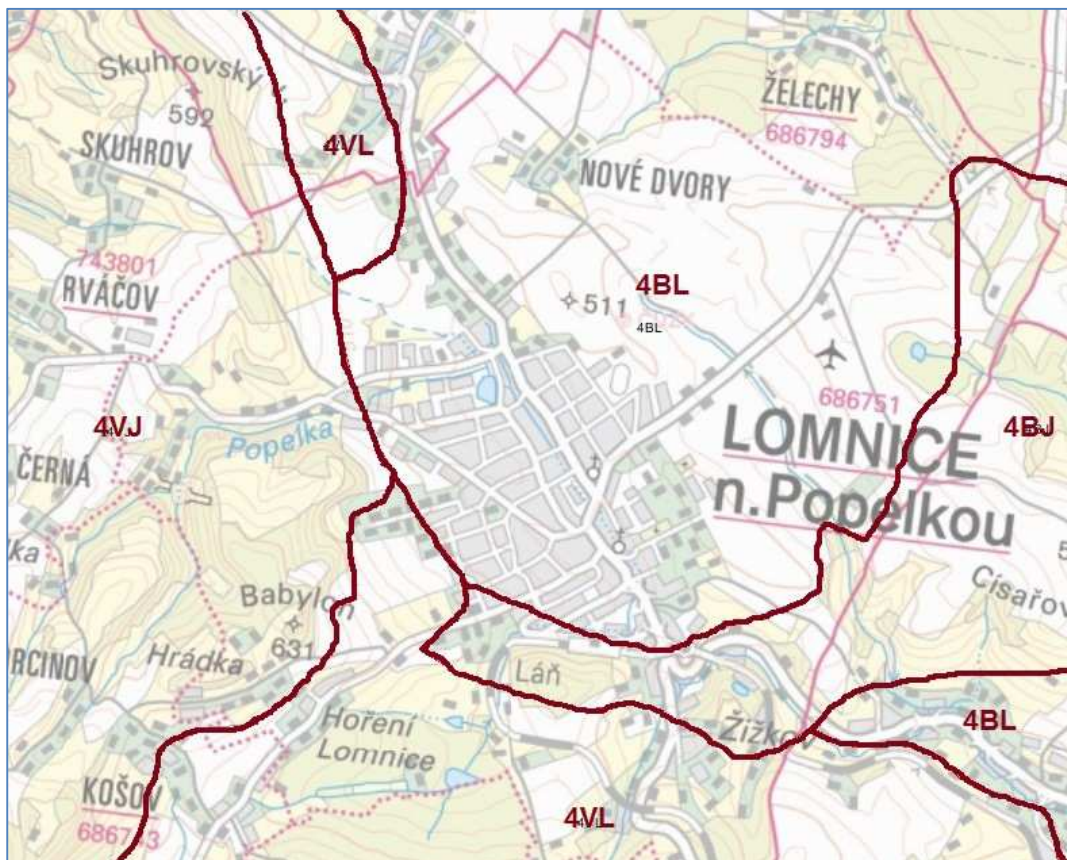 Skuhrovský
592
4VL
ŽELECHY
686794
SKUHROV
NOVÉ DVORY
743801
RVÁČOV
4BL
511
4BL
686751
4VJ
Popelka
LOMNICE
n.Popelkou
4BJ
ČERNÁ
Babylon
631
Císařov
Hrádka
Láň
Hoření
Lomnice
Žižkov
4BL
KOŠOV
4VL